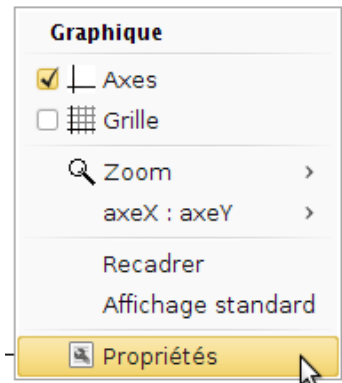 Graphique
Axes
Grille
Zoom
axeX : axeY
Recadrer
Affichage standard
Propriétés